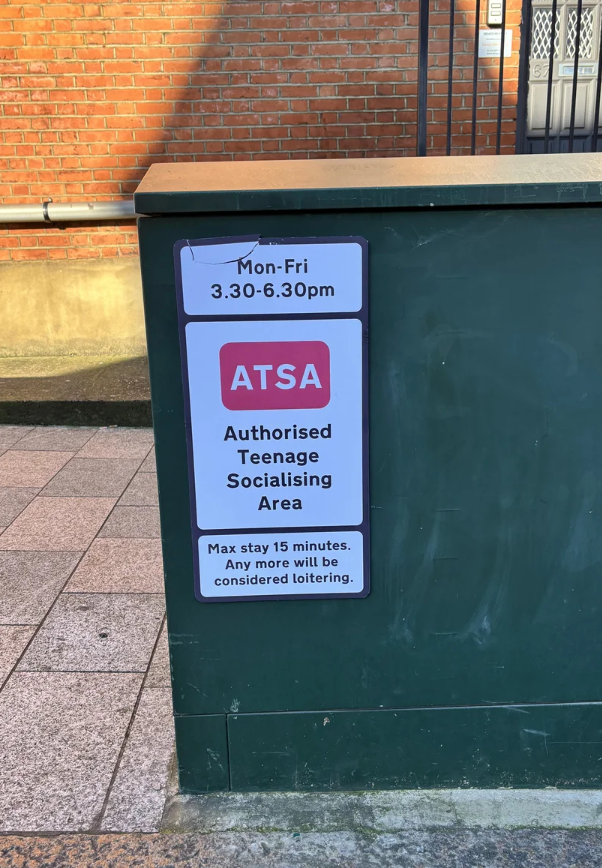 Mon-Fri
3.30-6.30pm
ATSA
Authorised
Teenage
Socialising
Area
Max stay 15 minutes.
Any more will be
considered loitering.